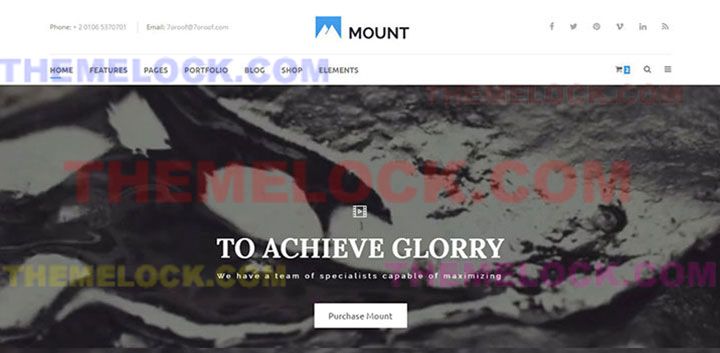 Phone: + 2 0106 5370701
Email: 7oroof@7oroof.com
MOUNT
THEMELOCK.COM
HOME FEATURES PAGES PORTFOLIO BLOG SHOP ELEMENTS
THEMELOCK.COM
THEMELOCK.COM
TO ACHIEVE GLORRY
We have a team of specialists capable of maximizing
THEMELOCK.COM
THEMELOCK.COM
Purchase Mount